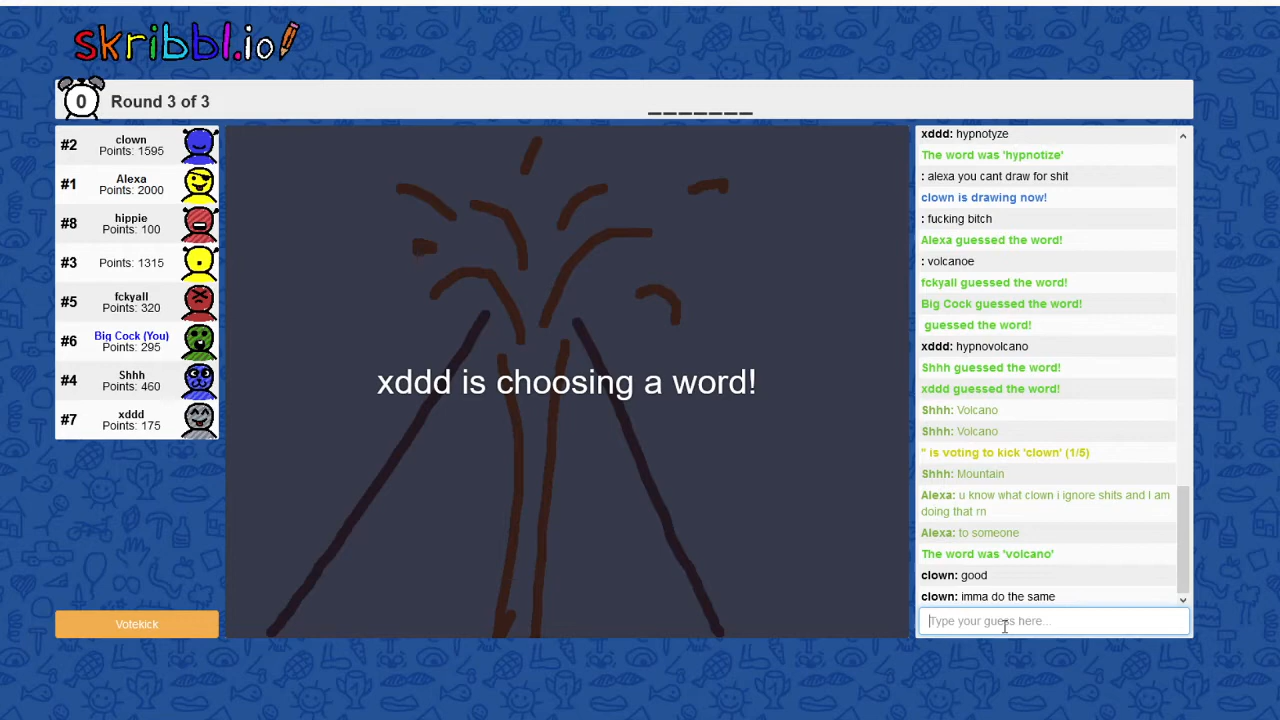 skribbl.io
0
Round 3 of 3
_______
#2
clown
Points: 1595
#1
Alexa
Points: 2000
#8
hippie
Points: 100
#3
Points: 1315
#5
fckyall
Points: 320
#6
Big Cock (You)
Points: 295
#4
Shhh
Points: 460
#7
xddd
Points: 175
Votekick
xddd is choosing a word!
xddd: hypnotyze
The word was 'hypnotize'
: alexa you cant draw for shit
clown is drawing now!
: fucking bitch
Alexa guessed the word!
: volcanoe
fckyall guessed the word!
Big Cock guessed the word!
guessed the word!
xddd: hypnovolcano
Shhh guessed the word!
xddd guessed the word!
Shhh: Volcano
Shhh: Volcano
'' is voting to kick 'clown' (1/5)
Shhh: Mountain
Alexa: u know what clown i ignore shits and I am
doing that rn
Alexa: to someone
The word was 'volcano'
clown: good
clown: imma do the same
Type your guess here...